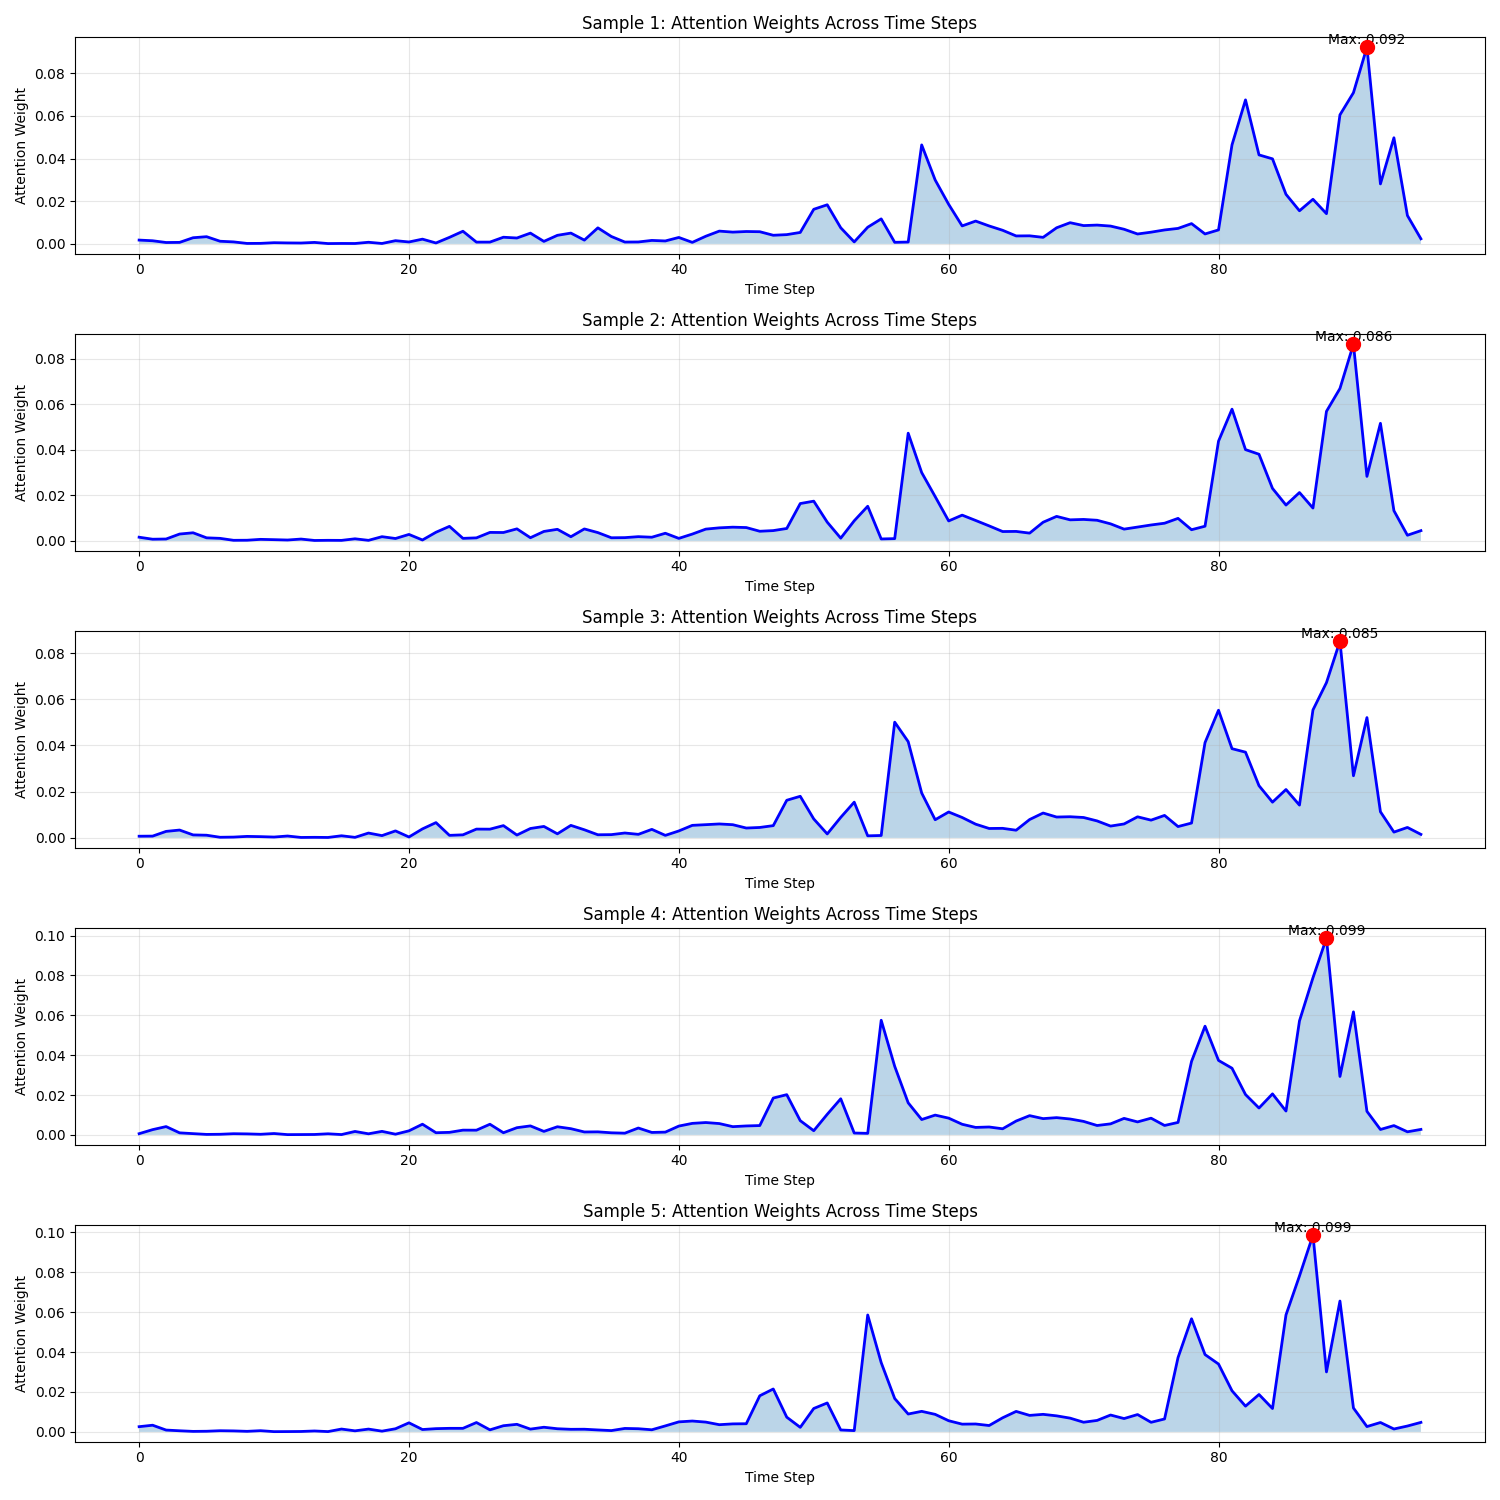 Sample 1: Attention Weights Across Time Steps
Max: 0.092
Attention Weight
0.08
0.06
0.04
0.02
0.00
0 20 40 60 80
Time Step
Sample 2: Attention Weights Across Time Steps
Max: 0.086
Attention Weight
0.08
0.06
0.04
0.02
0.00
0 20 40 60 80
Time Step
Sample 3: Attention Weights Across Time Steps
Max: 0.085
Attention Weight
0.08
0.06
0.04
0.02
0.00
0 20 40 60 80
Time Step
Sample 4: Attention Weights Across Time Steps
Max: 0.099
Attention Weight
0.10
0.08
0.06
0.04
0.02
0.00
0 20 40 60 80
Time Step
Sample 5: Attention Weights Across Time Steps
Max: 0.099
Attention Weight
0.10
0.08
0.06
0.04
0.02
0.00
0 20 40 60 80
Time Step